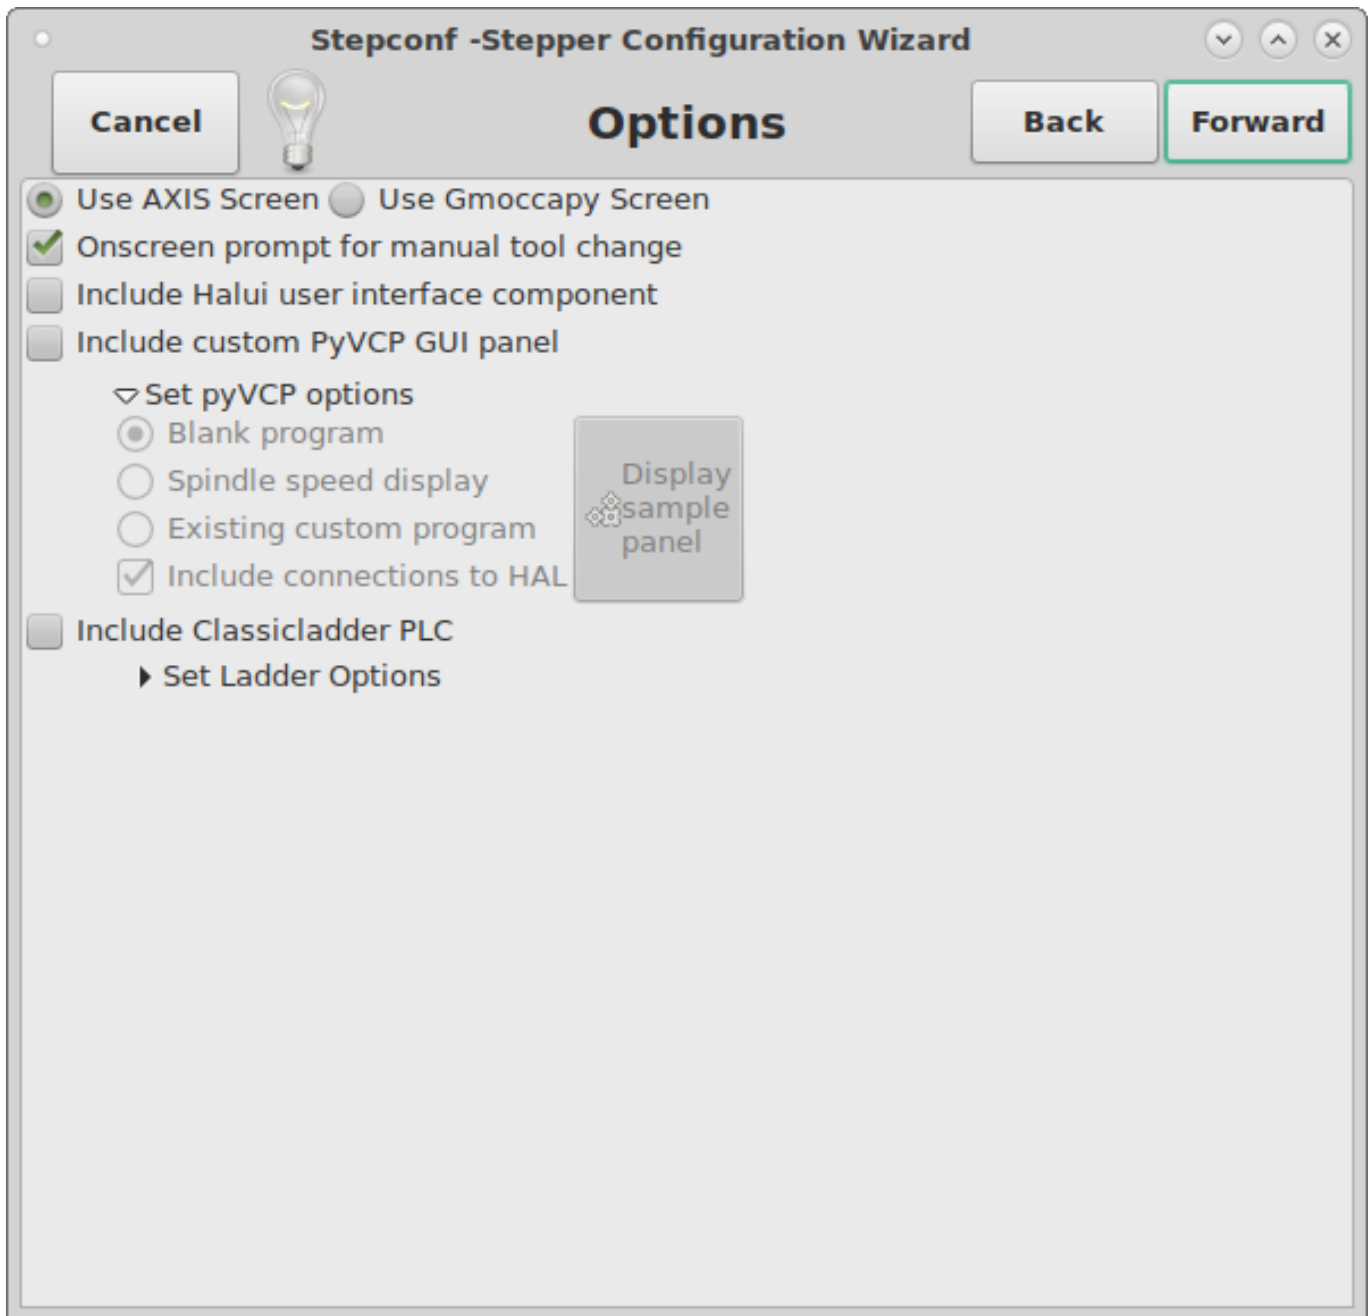 Stepconf -Stepper Configuration Wizard
Cancel
Options
Back
Forward
Use AXIS Screen
Use Gmoccapy Screen
Onscreen prompt for manual tool change
Include Halui user interface component
Include custom PyVCP GUI panel
Set pyVCP options
Blank program
Spindle speed display
Existing custom program
Include connections to HAL
Display
sample
panel
Include Classicladder PLC
Set Ladder Options